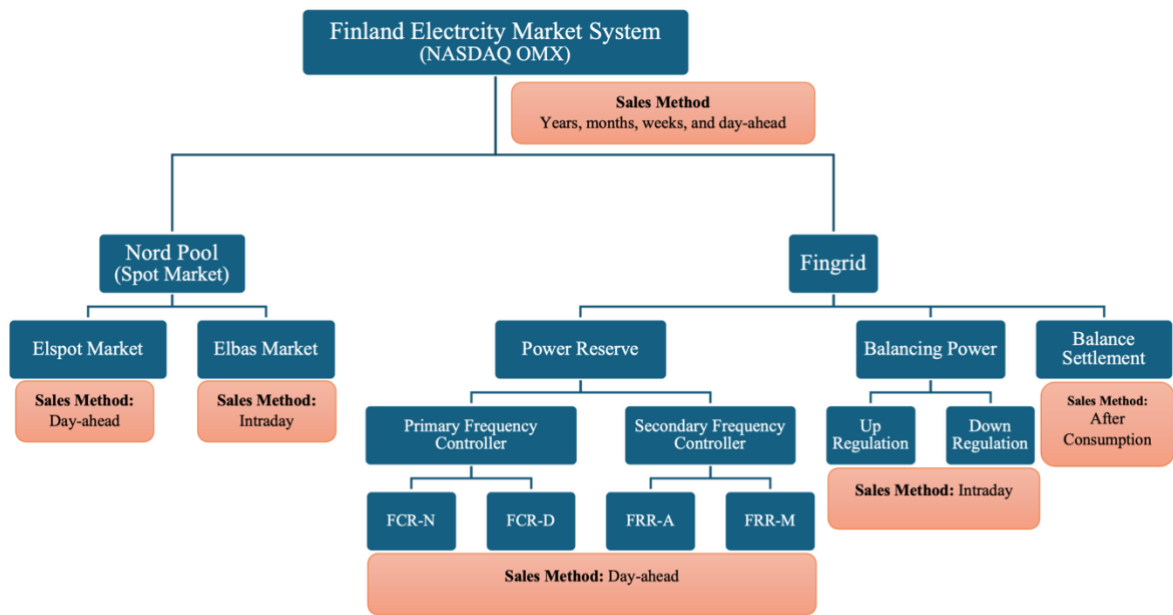 Finland Electrcity Market System
(NASDAQ OMX)
Sales Method
Years, months, weeks, and day-ahead
Nord Pool
(Spot Market)
Fingrid
Elspot Market
Elbas Market
Power Reserve
Balancing Power
Balance
Settlement
Sales Method:
Day-ahead
Sales Method:
Intraday
Sales Method:
After
Consumption
Primary Frequency
Controller
Secondary Frequency
Controller
Up
Regulation
Down
Regulation
Sales Method: Intraday
FCR-N
FCR-D
FRR-A
FRR-M
Sales Method: Day-ahead